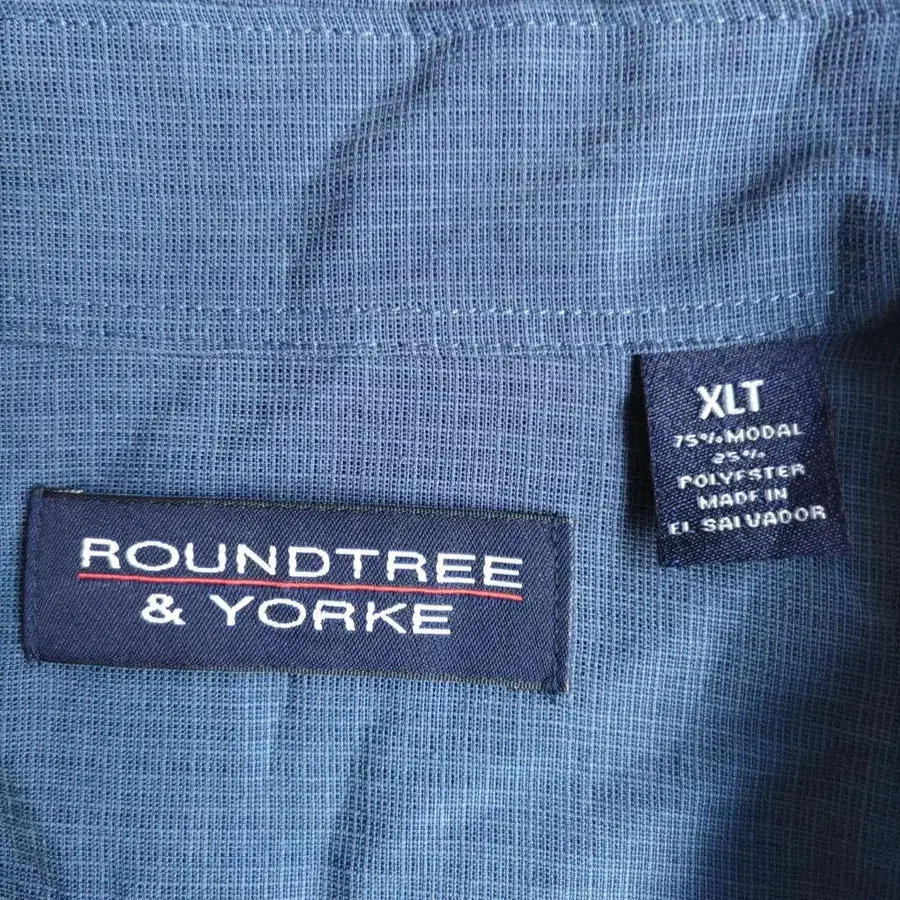 XLT
75% MODAL
25%
POLYESTER
MADE IN
EL SALVADOR
ROUNDTREE
& YORKE